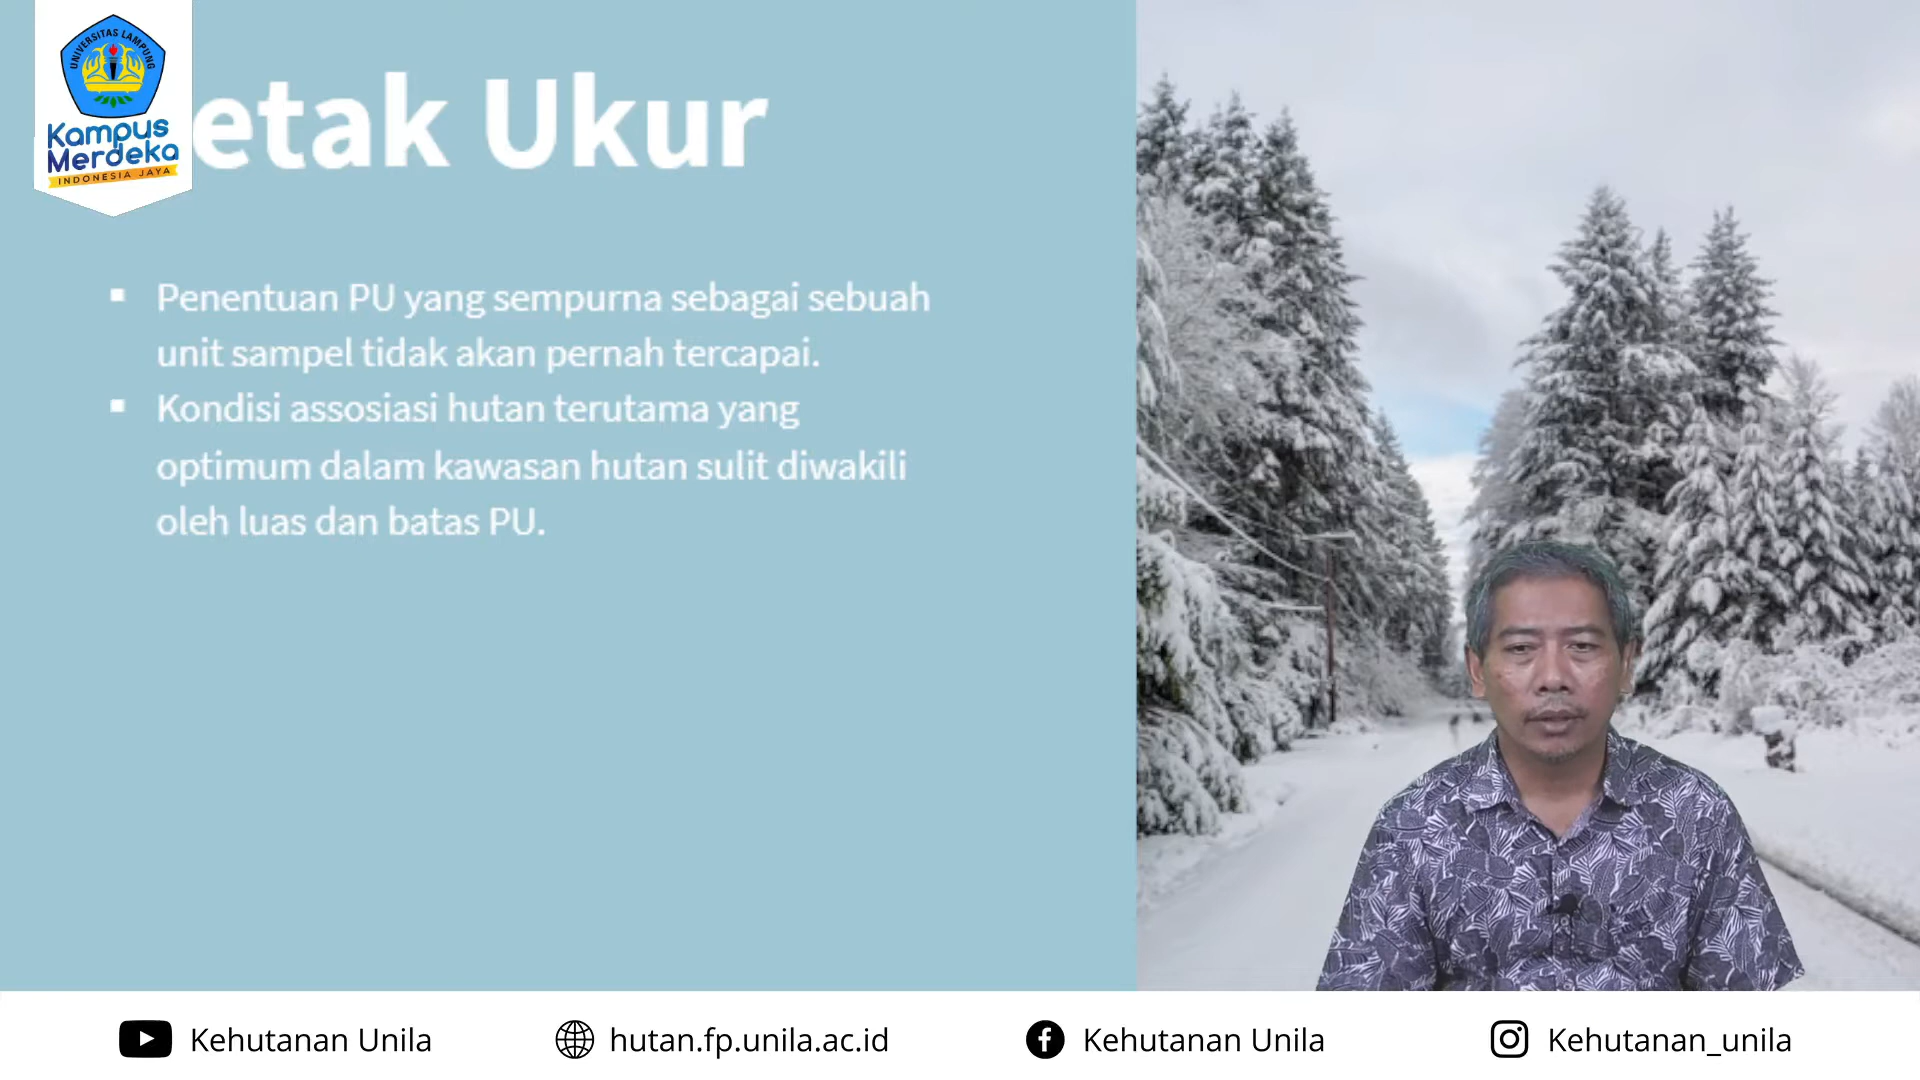 UNIVERSITAS LAMPUNG
Kampus
Merdeka
INDONESIA JAYA
etak Ukur
▪ Penentuan PU yang sempurna sebagai sebuah
unit sampel tidak akan pernah tercapai.
▪ Kondisi assosiasi hutan terutama yang
optimum dalam kawasan hutan sulit diwakili
oleh luas dan batas PU.
Kehutanan Unila
hutan.fp.unila.ac.id
Kehutanan Unila
Kehutanan_unila